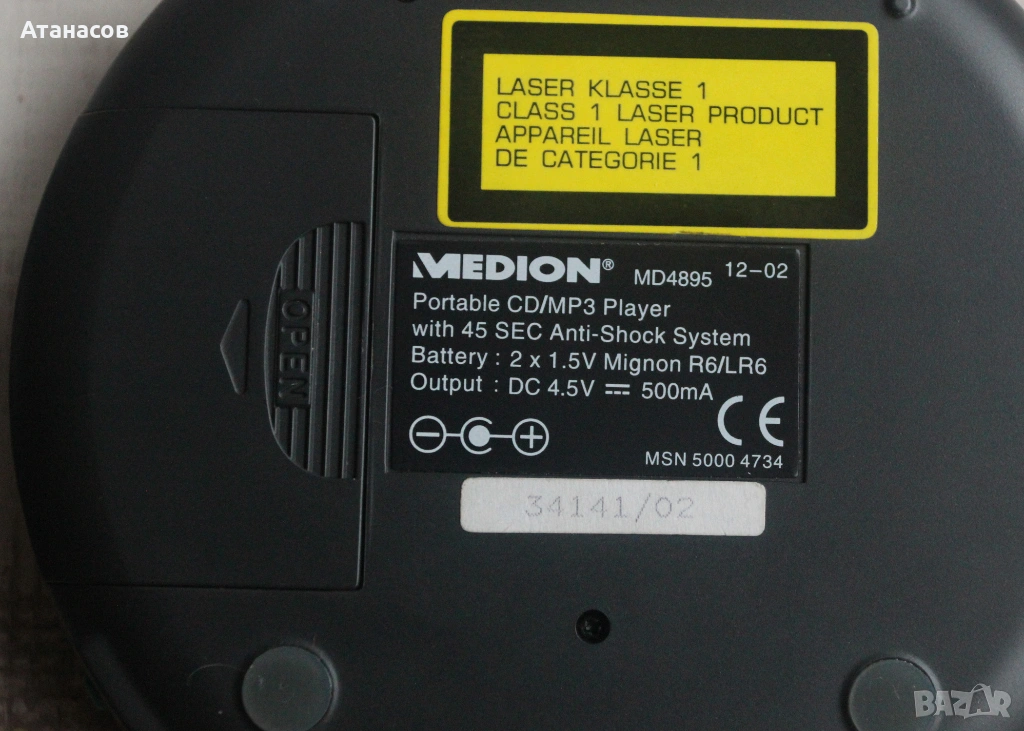 Атанасов
LASER KLASSE 1
CLASS 1 LASER PRODUCT
APPAREIL LASER
DE CATEGORIE 1
MEDION® MD4895 12-02
Portable CD/MP3 Player
with 45 SEC Anti-Shock System
Battery : 2 x 1.5V Mignon R6/LR6
Output : DC 4.5V ⎓ 500mA
CE
MSN 5000 4734
OPEN
34141/02
BAZAR